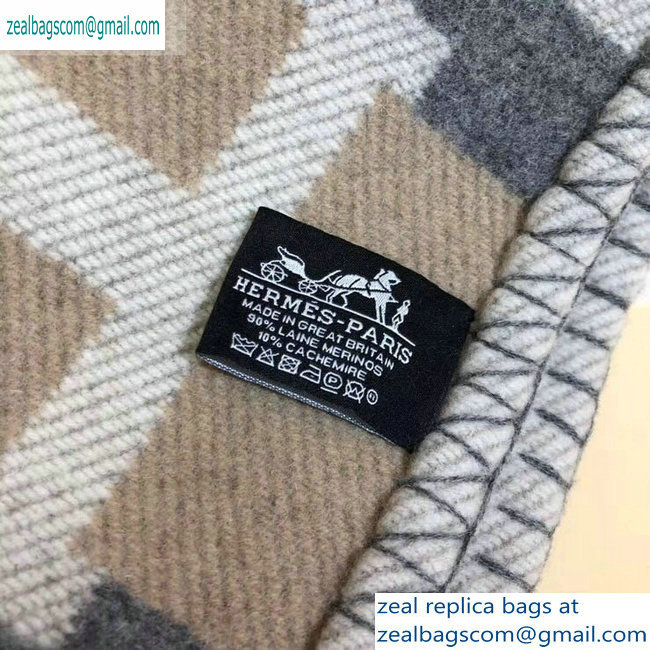 zealbagscom@gmail.com
HERMÈS-PARIS
MADE IN GREAT BRITAIN
90% LAINE MERINOS
10% CACHEMIRE
zeal replica bags at
zealbagscom@gmail.com